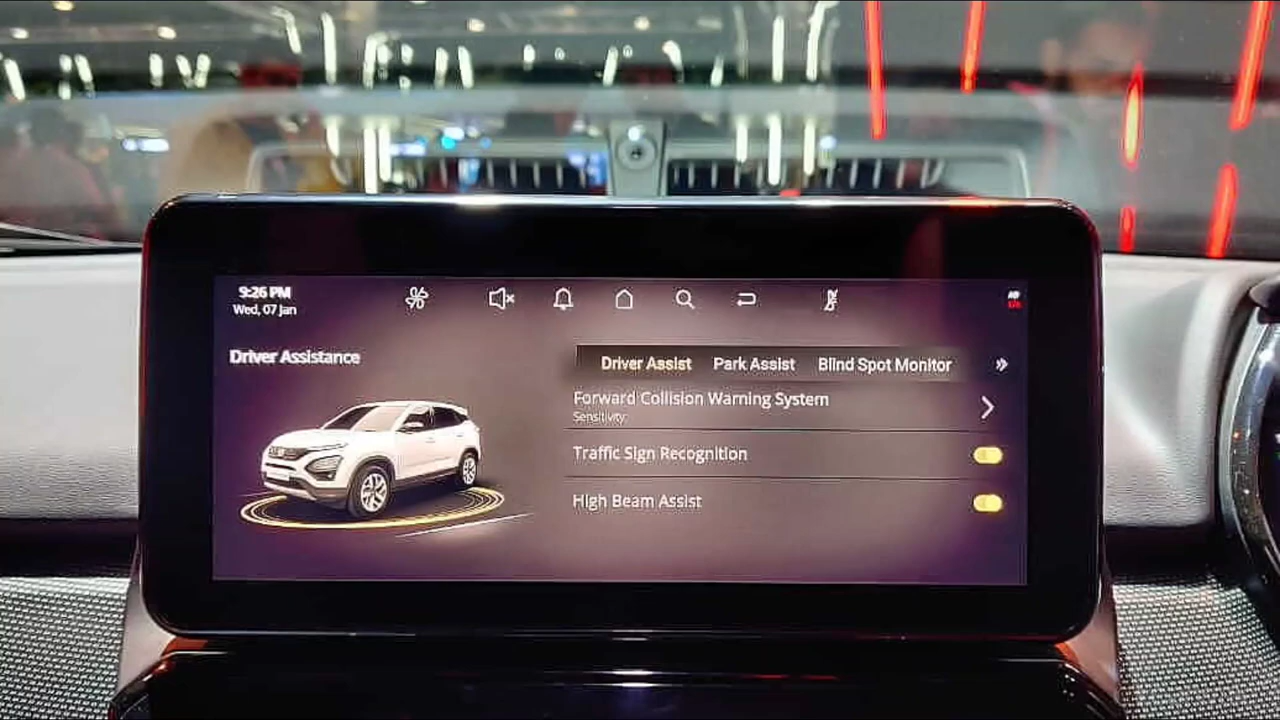 9:26 PM
Wed, 07 Jan
Driver Assistance
Driver Assist Park Assist Blind Spot Monitor
Forward Collision Warning System
Sensitivity:
Traffic Sign Recognition
High Beam Assist